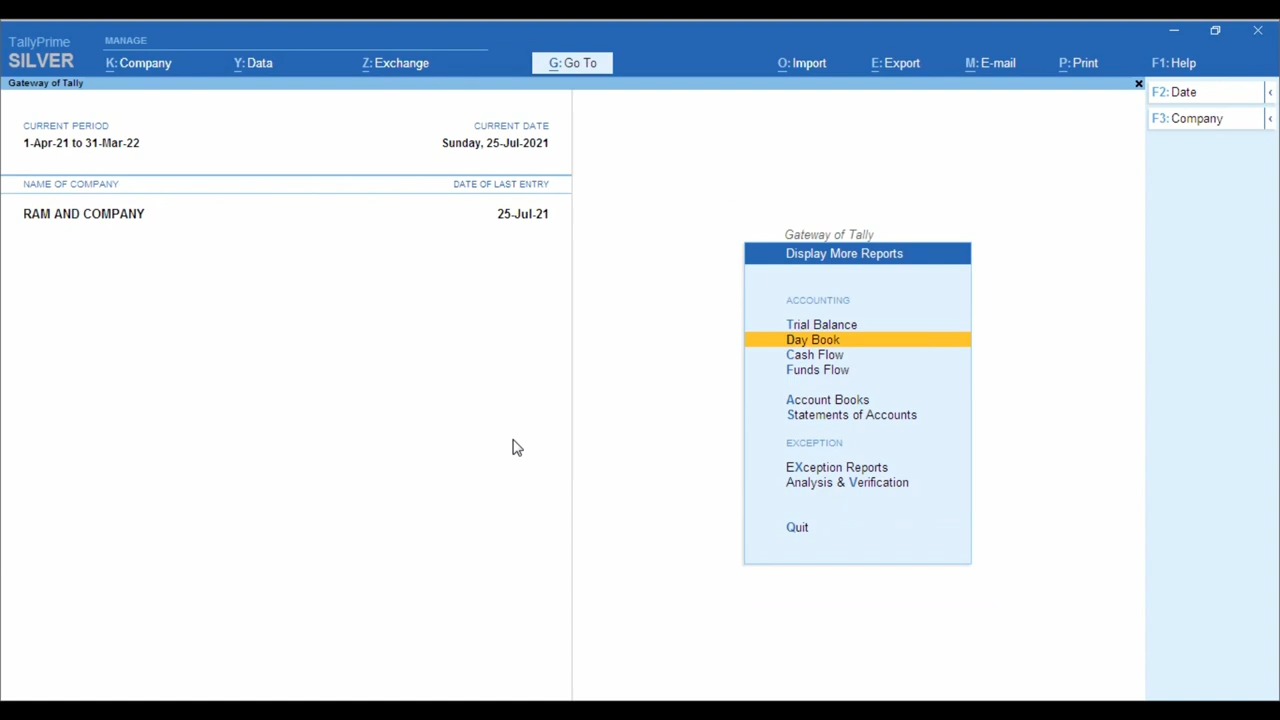 TallyPrime
SILVER
MANAGE
K: Company
Y: Data
Z: Exchange
G: Go To
O: Import
E: Export
M: E-mail
P: Print
F1: Help
Gateway of Tally
F2: Date
F3: Company
CURRENT PERIOD
CURRENT DATE
1-Apr-21 to 31-Mar-22
Sunday, 25-Jul-2021
NAME OF COMPANY
DATE OF LAST ENTRY
RAM AND COMPANY
25-Jul-21
Gateway of Tally
Display More Reports
ACCOUNTING
Trial Balance
Day Book
Cash Flow
Funds Flow
Account Books
Statements of Accounts
EXCEPTION
EXception Reports
Analysis & Verification
Quit